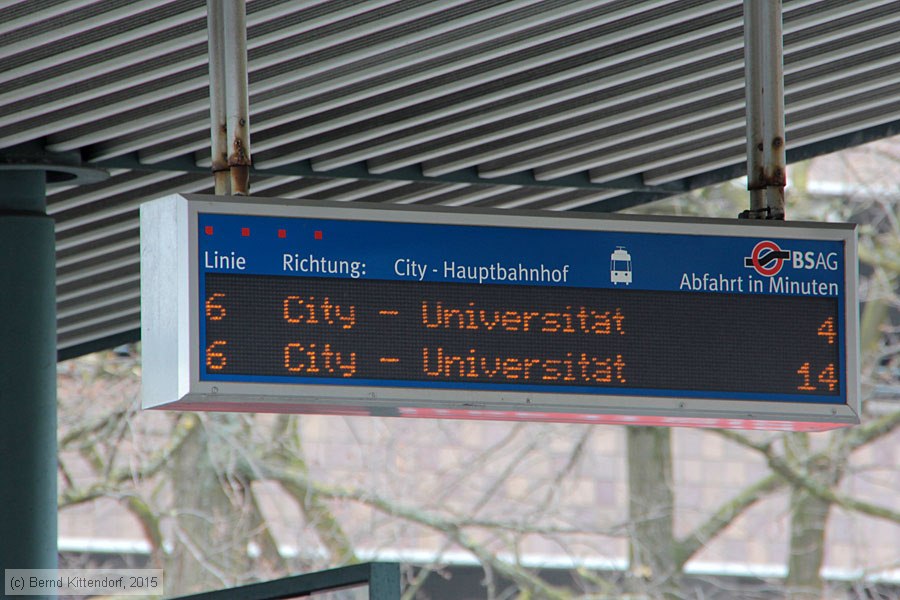 Linie Richtung: City - Hauptbahnhof BSAG
Abfahrt in Minuten
6 City - Universität 4
6 City - Universität 14
(c) Bernd Kittendorf, 2015